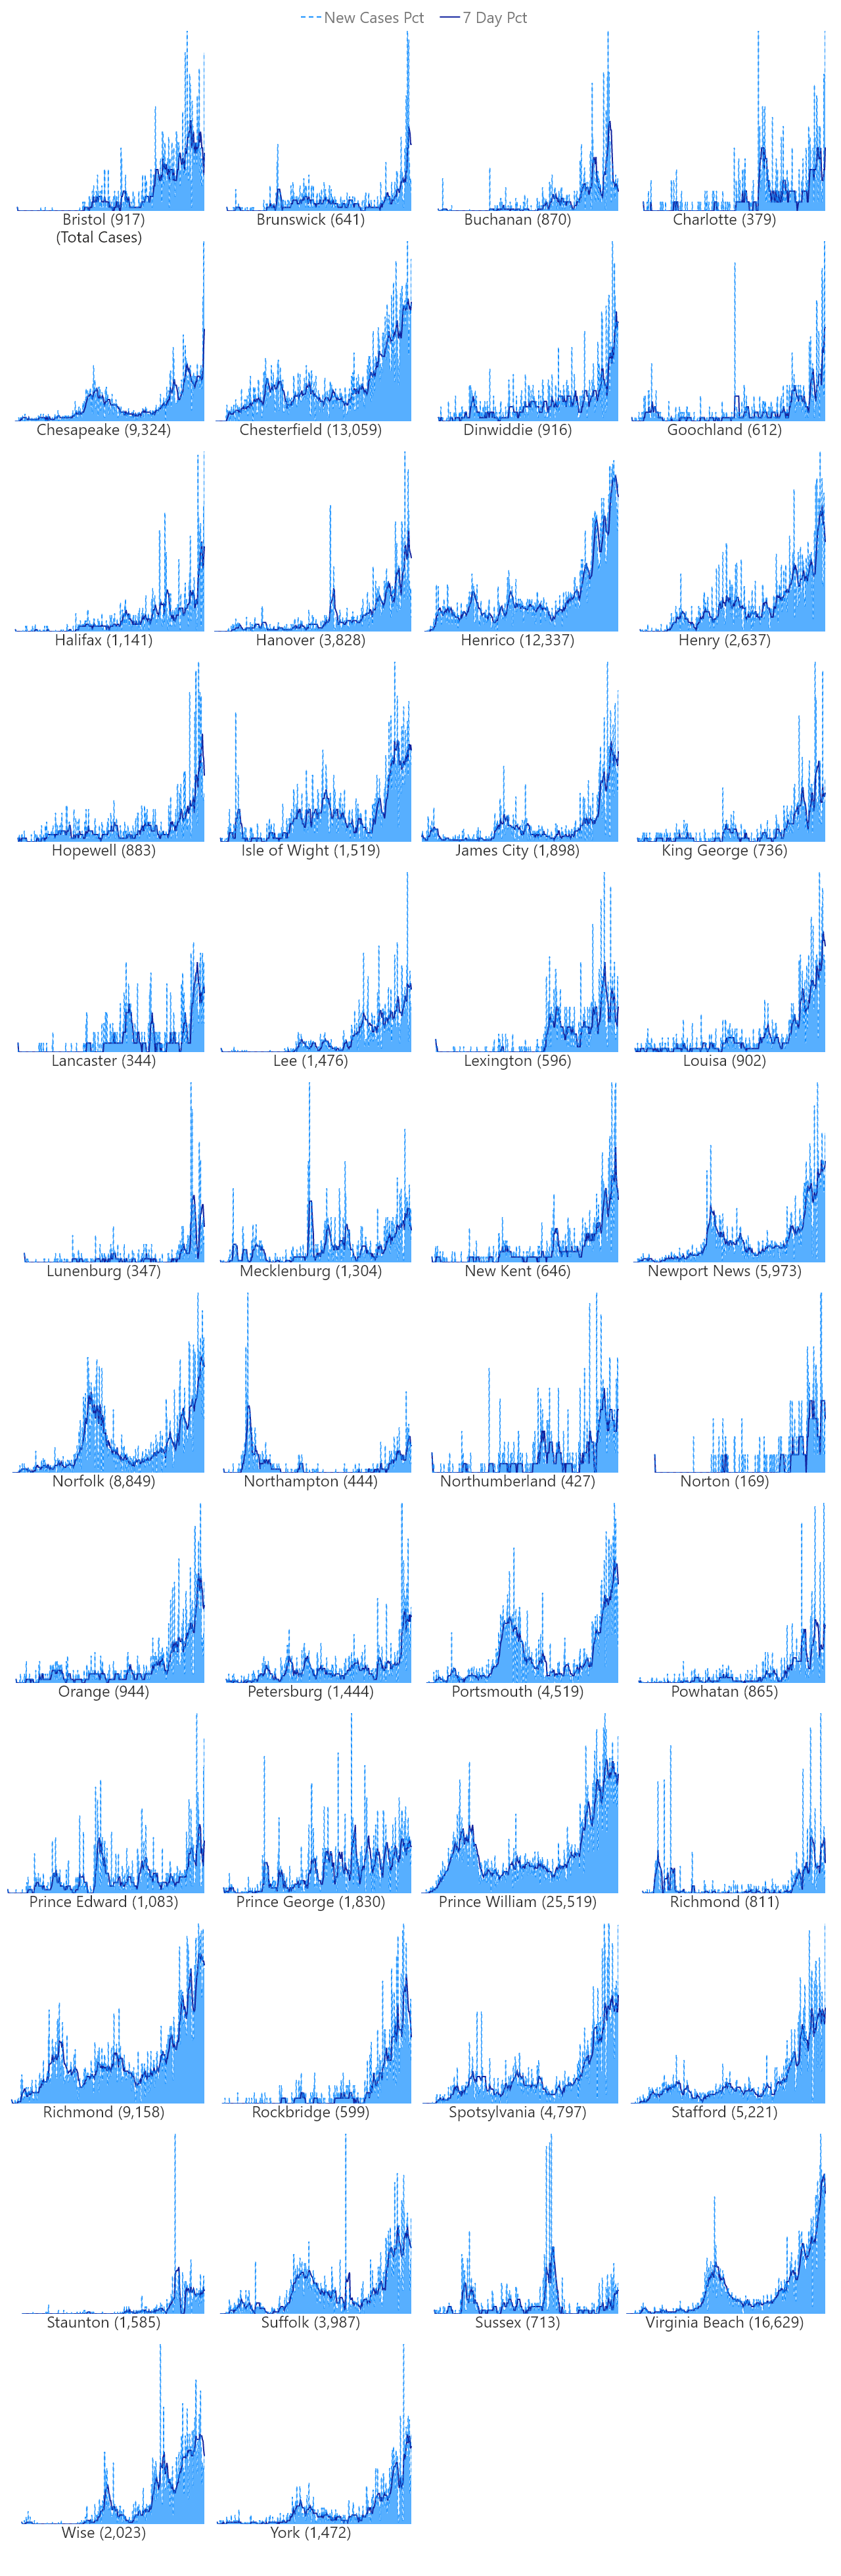 New Cases Pct 7 Day Pct
Bristol (917) Brunswick (641) Buchanan (870) Charlotte (379)
(Total Cases)
Chesapeake (9,324) Chesterfield (13,059) Dinwiddie (916) Goochland (612)
Halifax (1,141) Hanover (3,828) Henrico (12,337) Henry (2,637)
Hopewell (883) Isle of Wight (1,519) James City (1,898) King George (736)
Lancaster (344) Lee (1,476) Lexington (596) Louisa (902)
Lunenburg (347) Mecklenburg (1,304) New Kent (646) Newport News (5,973)
Norfolk (8,849) Northampton (444) Northumberland (427) Norton (169)
Orange (944) Petersburg (1,444) Portsmouth (4,519) Powhatan (865)
Prince Edward (1,083) Prince George (1,830) Prince William (25,519) Richmond (811)
Richmond (9,158) Rockbridge (599) Spotsylvania (4,797) Stafford (5,221)
Staunton (1,585) Suffolk (3,987) Sussex (713) Virginia Beach (16,629)
Wise (2,023) York (1,472)